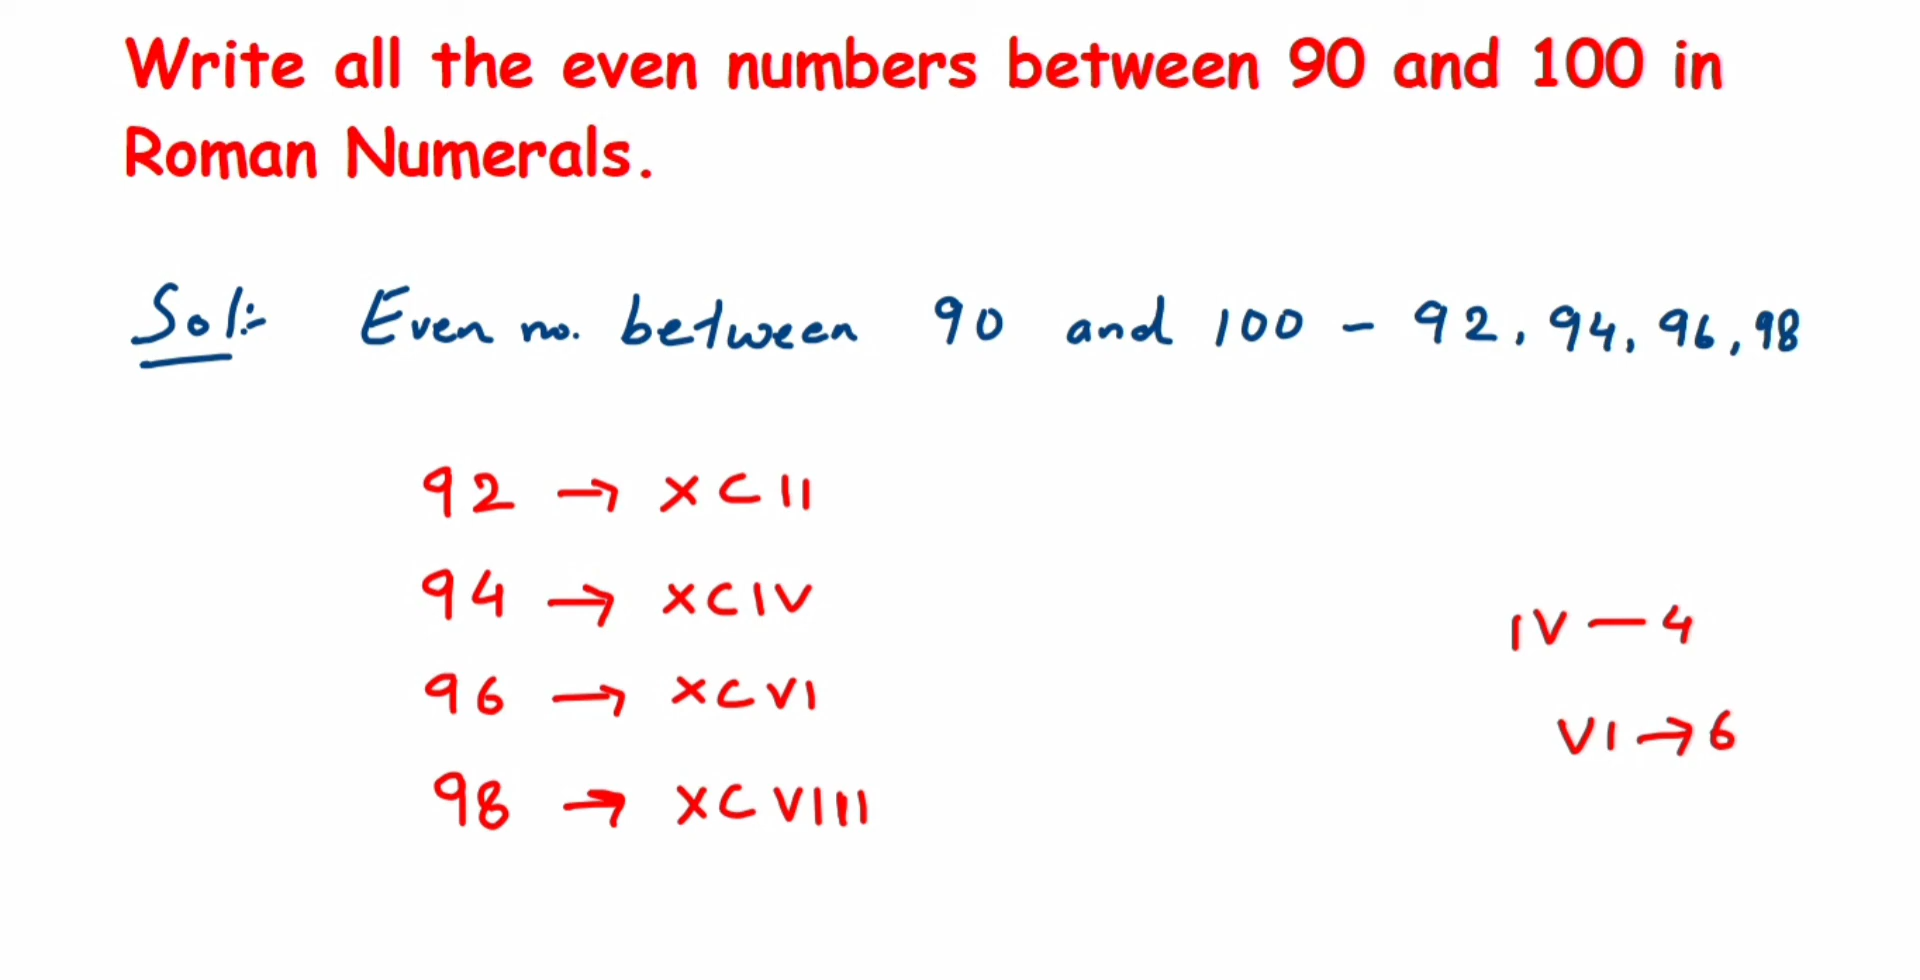 Write all the even numbers between 90 and 100 in
Roman Numerals.
Sol:- Even no. between 90 and 100 - 92, 94, 96, 98
92 → XCII
94 → XCIV
IV — 4
96 → XCVI
VI → 6
98 → XCVIII